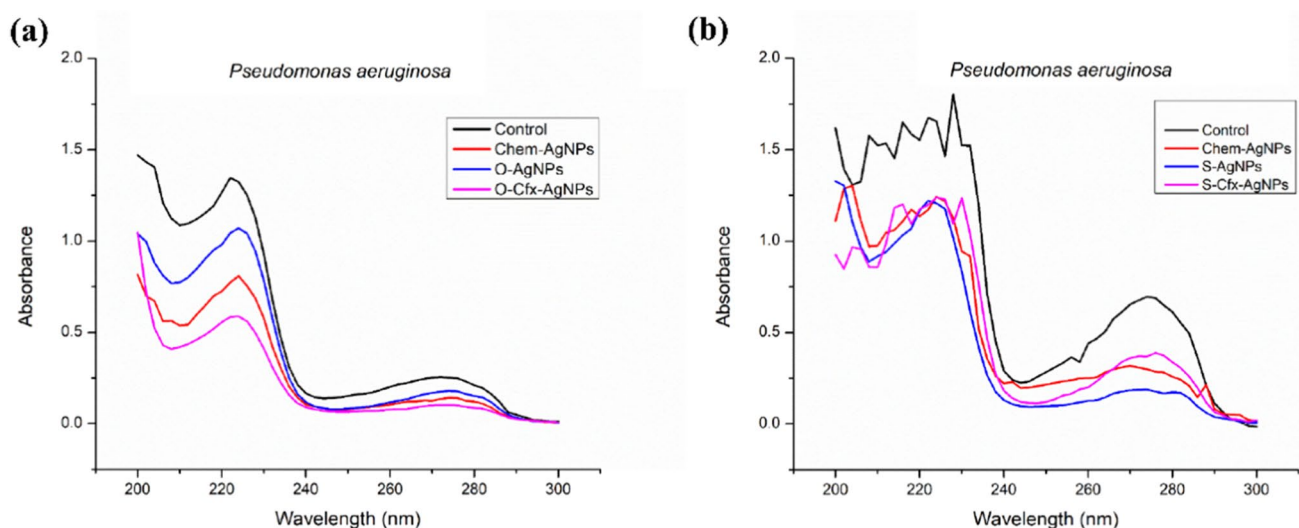 (a)
Pseudomonas aeruginosa
Control
Chem-AgNPs
O-AgNPs
O-Cfx-AgNPs
2.0
1.5
1.0
0.5
0.0
Absorbance
200 220 240 260 280 300
Wavelength (nm)
(b)
Pseudomonas aeruginosa
Control
Chem-AgNPs
S-AgNPs
S-Cfx-AgNPs
2.0
1.5
1.0
0.5
0.0
Absorbance
200 220 240 260 280 300
Wavelength (nm)